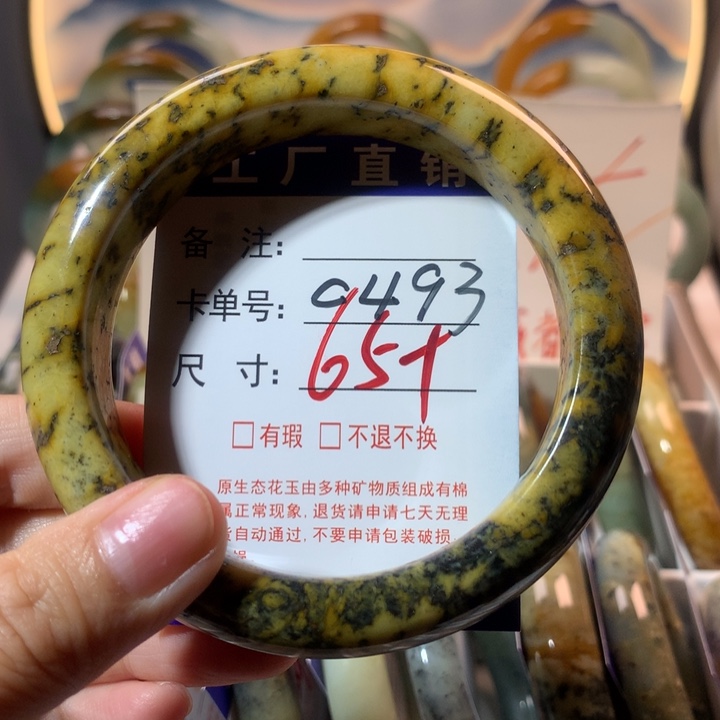 工厂直销
备 注:
卡单号: a493
尺 寸: 65+
□有瑕 □不退不换
原生态花玉由多种矿物质组成有棉
属正常现象,退货请申请七天无理
自动通过,不要申请包装破损.